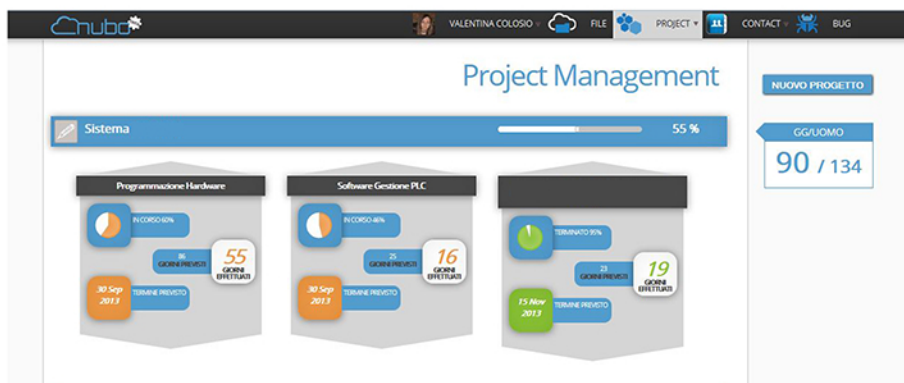 nubo
VALENTINA COLOSIO
FILE
PROJECT
CONTACT
BUG
Project Management
NUOVO PROGETTO
Sistema
55 %
GG/UOMO
90 / 134
Programmazione Hardware
IN CORSO 60%
86
GIORNI PREVISTI
55
GIORNI
EFFETTUATI
30 Sep
2013
TERMINE PREVISTO
Software Gestione PLC
IN CORSO 46%
25
GIORNI PREVISTI
16
GIORNI
EFFETTUATI
30 Sep
2013
TERMINE PREVISTO
TERMINATO 95%
23
GIORNI PREVISTI
19
GIORNI
EFFETTUATI
15 Nov
2013
TERMINE PREVISTO